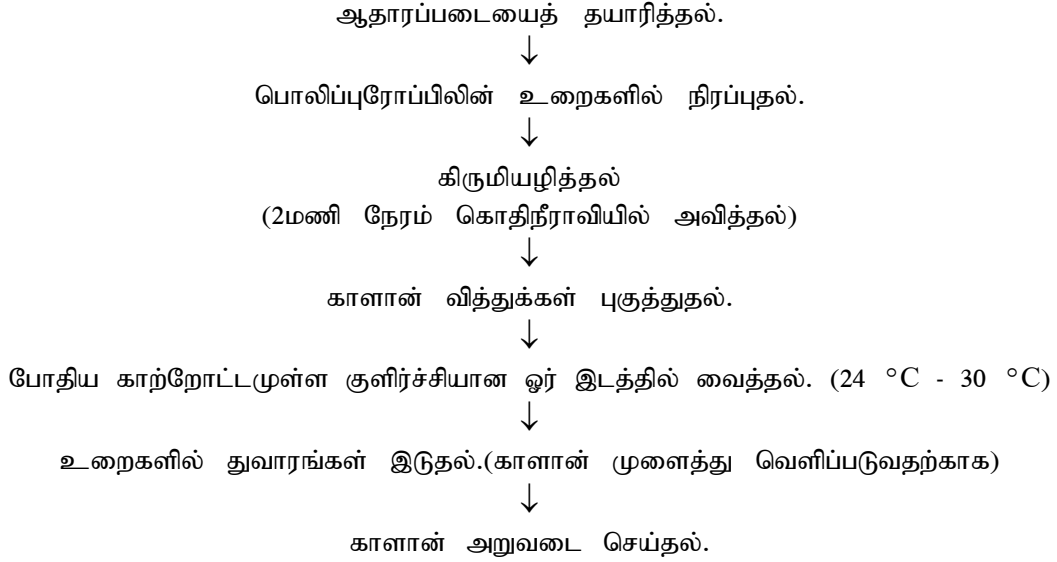 ஆதாரப்படையைத் தயாரித்தல்.
↓
பொலிப்புரோப்பிலின் உறைகளில் நிரப்புதல்.
↓
கிருமியழித்தல்
(2மணி நேரம் கொதிநீராவியில் அவித்தல்)
↓
காளான் வித்துக்கள் புகுத்துதல்.
↓
போதிய காற்றோட்டமுள்ள குளிர்ச்சியான ஓர் இடத்தில் வைத்தல். (24 °C - 30 °C)
↓
உறைகளில் துவாரங்கள் இடுதல்.(காளான் முளைத்து வெளிப்படுவதற்காக)
↓
காளான் அறுவடை செய்தல்.